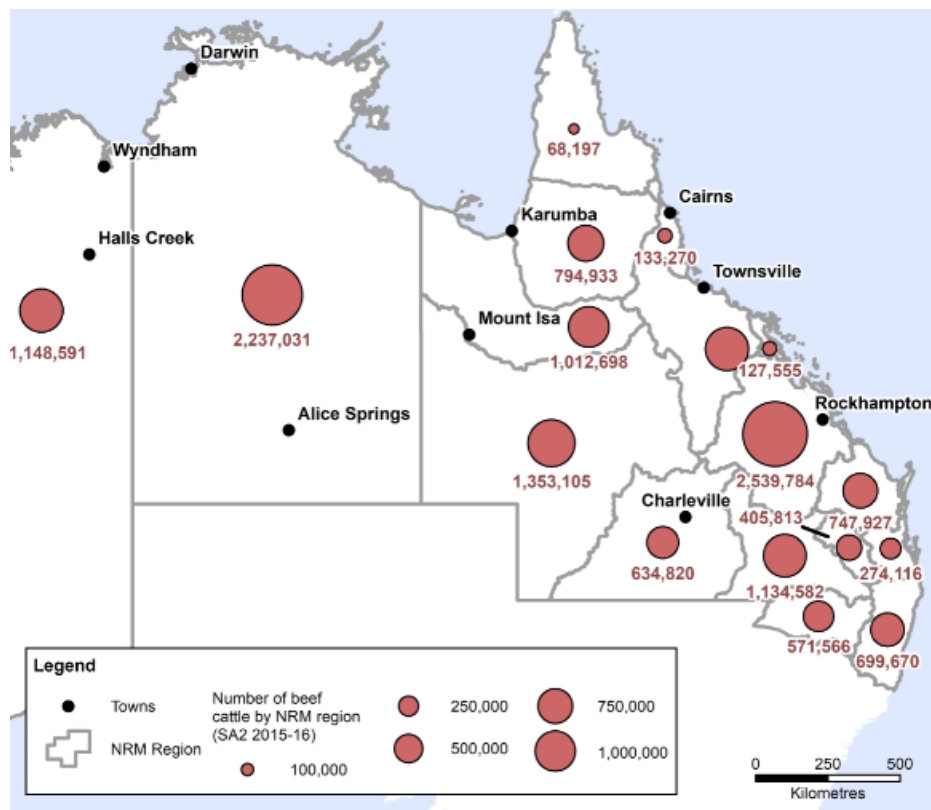 Darwin
Wyndham
68,197
Cairns
Karumba
Halls Creek
133,270
794,933
Townsville
Mount Isa
2,237,031
1,148,591
1,012,698
127,555
Rockhampton
Alice Springs
1,353,105
2,539,784
Charleville
405,813
747,927
634,820
274,116
1,134,582
571,566
699,670
Legend
Towns
NRM Region
Number of beef
cattle by NRM region
(SA2 2015-16)
100,000
250,000
500,000
750,000
1,000,000
0 250 500
Kilometres